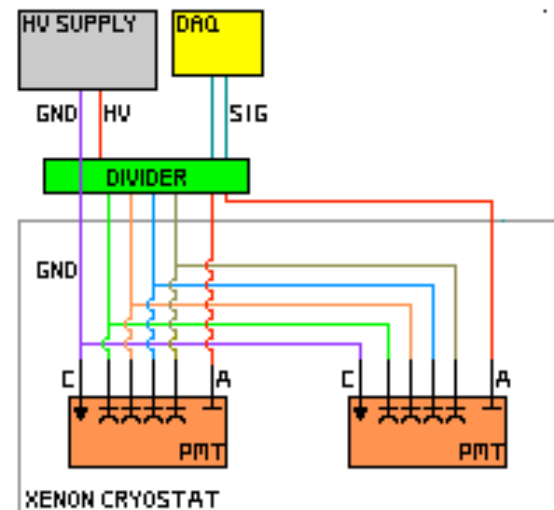 HV SUPPLY
DAQ
GND
HV
SIG
DIVIDER
GND
C
A
C
A
PMT
PMT
XENON CRYOSTAT